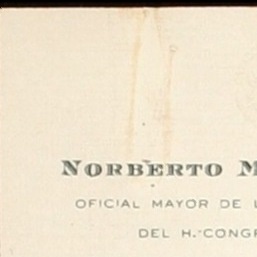 NORBERTO M
OFICIAL MAYOR DE L
DEL H. CONGR